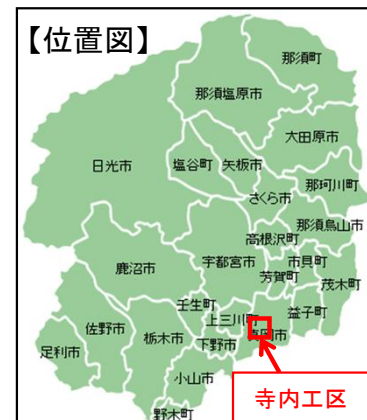 【位置図】
那須町
那須塩原市
大田原市
日光市
塩谷町
矢板市
那珂川町
さくら市
那須烏山市
高根沢町
宇都宮市
市貝町
鹿沼市
芳賀町
茂木町
壬生町
上三川町
益子町
佐野市
栃木市
真岡市
下野市
足利市
小山市
野木町
寺内工区